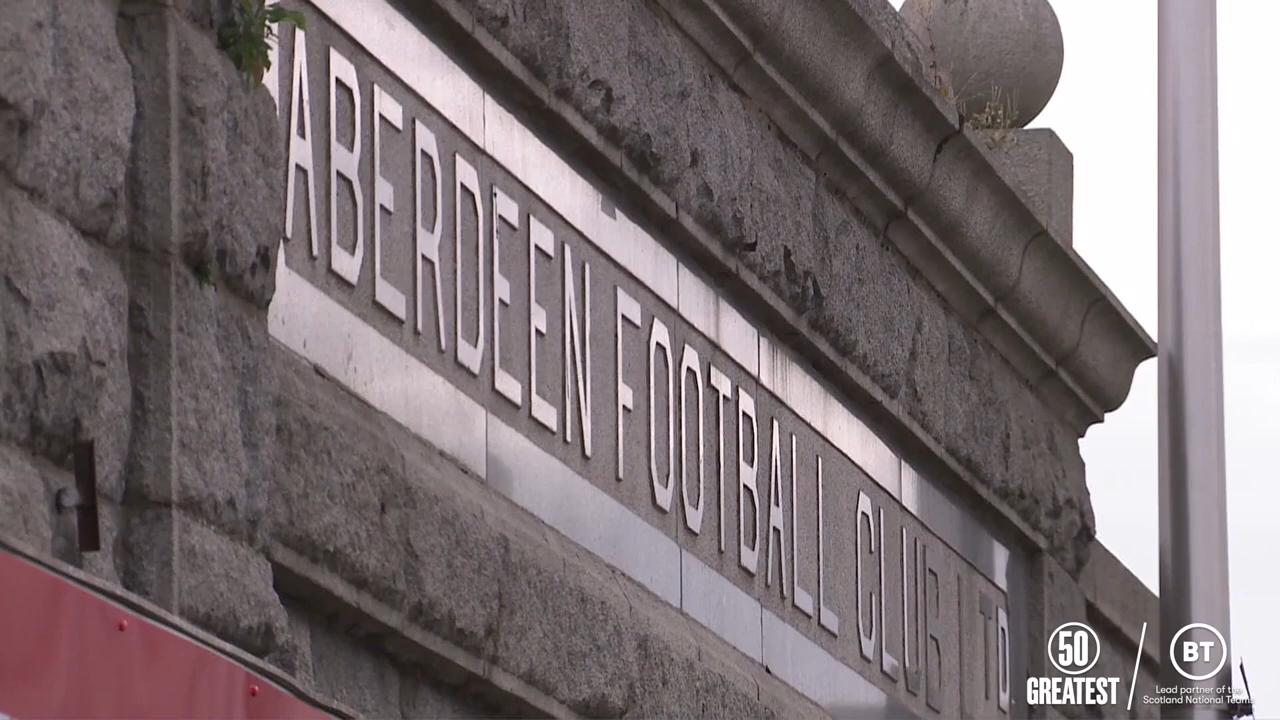 ABERDEEN FOOTBALL CLUB LTD
50
GREATEST
BT
Lead partner of the
Scotland National Teams